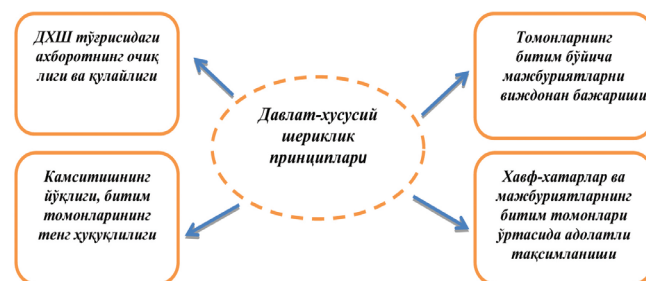 ДХШ тўғрисидаги
ахборотнинг очиқ
лиги ва қулайлиги
Томонларнинг
битим бўйича
мажбуриятларни
виждонан бажариши
Давлат-хусусий
шериклик
принциплари
Камситишнинг
йўқлиги, битим
томонларининг
тенг ҳуқуқлилиги
Хавф-хатарлар ва
мажбуриятларнинг
битим томонлари
ўртасида адолатли
тақсимланиши